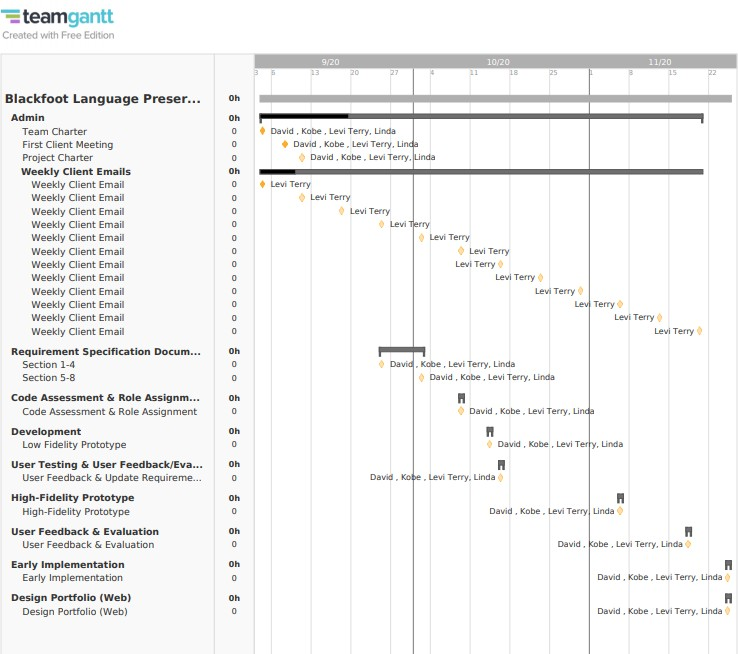 teamgantt
Created with Free Edition
9/20 10/20 11/20
3 6 13 20 27 4 11 18 25 1 8 15 22
Blackfoot Language Preser... 0h
Admin 0h
Team Charter 0 David , Kobe , Levi Terry, Linda
First Client Meeting 0 David , Kobe , Levi Terry, Linda
Project Charter 0 David , Kobe , Levi Terry, Linda
Weekly Client Emails 0h
Weekly Client Email 0 Levi Terry
Weekly Client Email 0 Levi Terry
Weekly Client Email 0 Levi Terry
Weekly Client Email 0 Levi Terry
Weekly Client Email 0 Levi Terry
Weekly Client Email 0 Levi Terry
Weekly Client Email 0 Levi Terry
Weekly Client Email 0 Levi Terry
Weekly Client Email 0 Levi Terry
Weekly Client Email 0 Levi Terry
Weekly Client Email 0 Levi Terry
Weekly Client Email 0 Levi Terry
Requirement Specification Docum... 0h
Section 1-4 0 David , Kobe , Levi Terry, Linda
Section 5-8 0 David , Kobe , Levi Terry, Linda
Code Assessment & Role Assignm... 0h
Code Assessment & Role Assignment 0 David , Kobe , Levi Terry, Linda
Development 0h
Low Fidelity Prototype 0 David , Kobe , Levi Terry, Linda
User Testing & User Feedback/Eva... 0h
User Feedback & Update Requireme... 0 David , Kobe , Levi Terry, Linda
High-Fidelity Prototype 0h
High-Fidelity Prototype 0 David , Kobe , Levi Terry, Linda
User Feedback & Evaluation 0h
User Feedback & Evaluation 0 David , Kobe , Levi Terry, Linda
Early Implementation 0h
Early Implementation 0 David , Kobe , Levi Terry, Linda
Design Portfolio (Web) 0h
Design Portfolio (Web) 0 David , Kobe , Levi Terry, Linda